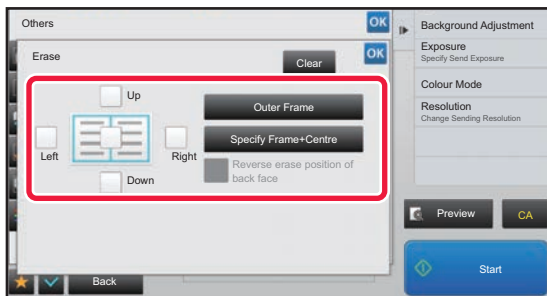 Others
OK
Erase
Clear
OK
Up
Left
Right
Down
Outer Frame
Specify Frame+Centre
Reverse erase position of
back face
Back
Background Adjustment
Exposure
Specify Send Exposure
Colour Mode
Resolution
Change Sending Resolution
Preview
CA
Start